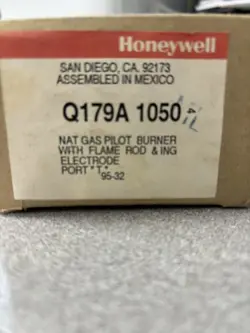 Honeywell
SAN DIEGO, CA. 92173
ASSEMBLED IN MEXICO
Q179A 1050
NAT GAS PILOT BURNER
WITH FLAME ROD & ING
ELECTRODE
PORT "T"
95-32